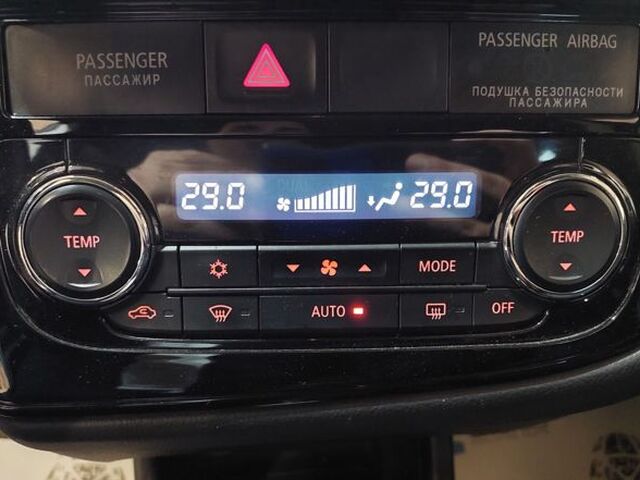 PASSENGER
ПАССАЖИР
PASSENGER AIRBAG
ПОДУШКА БЕЗОПАСНОСТИ
ПАССАЖИРА
29.0
29.0
TEMP
TEMP
MODE
AUTO
OFF